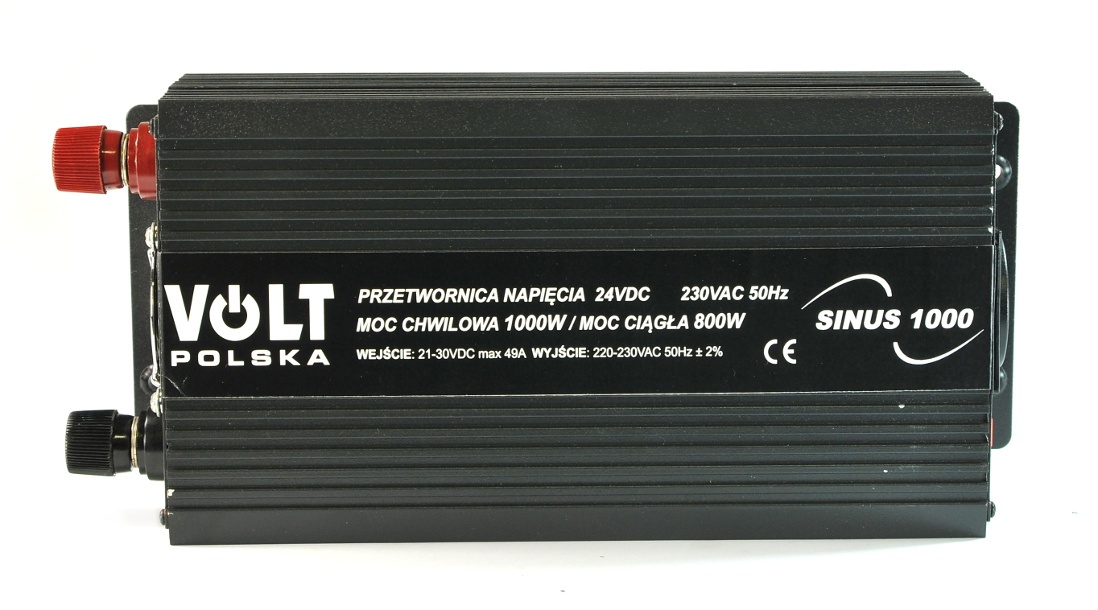 VOLT
POLSKA
PRZETWORNICA NAPIĘCIA 24VDC 230VAC 50Hz
MOC CHWILOWA 1000W / MOC CIĄGŁA 800W
WEJŚCIE: 21-30VDC max 49A WYJŚCIE: 220-230VAC 50Hz ± 2%
CE
SINUS 1000